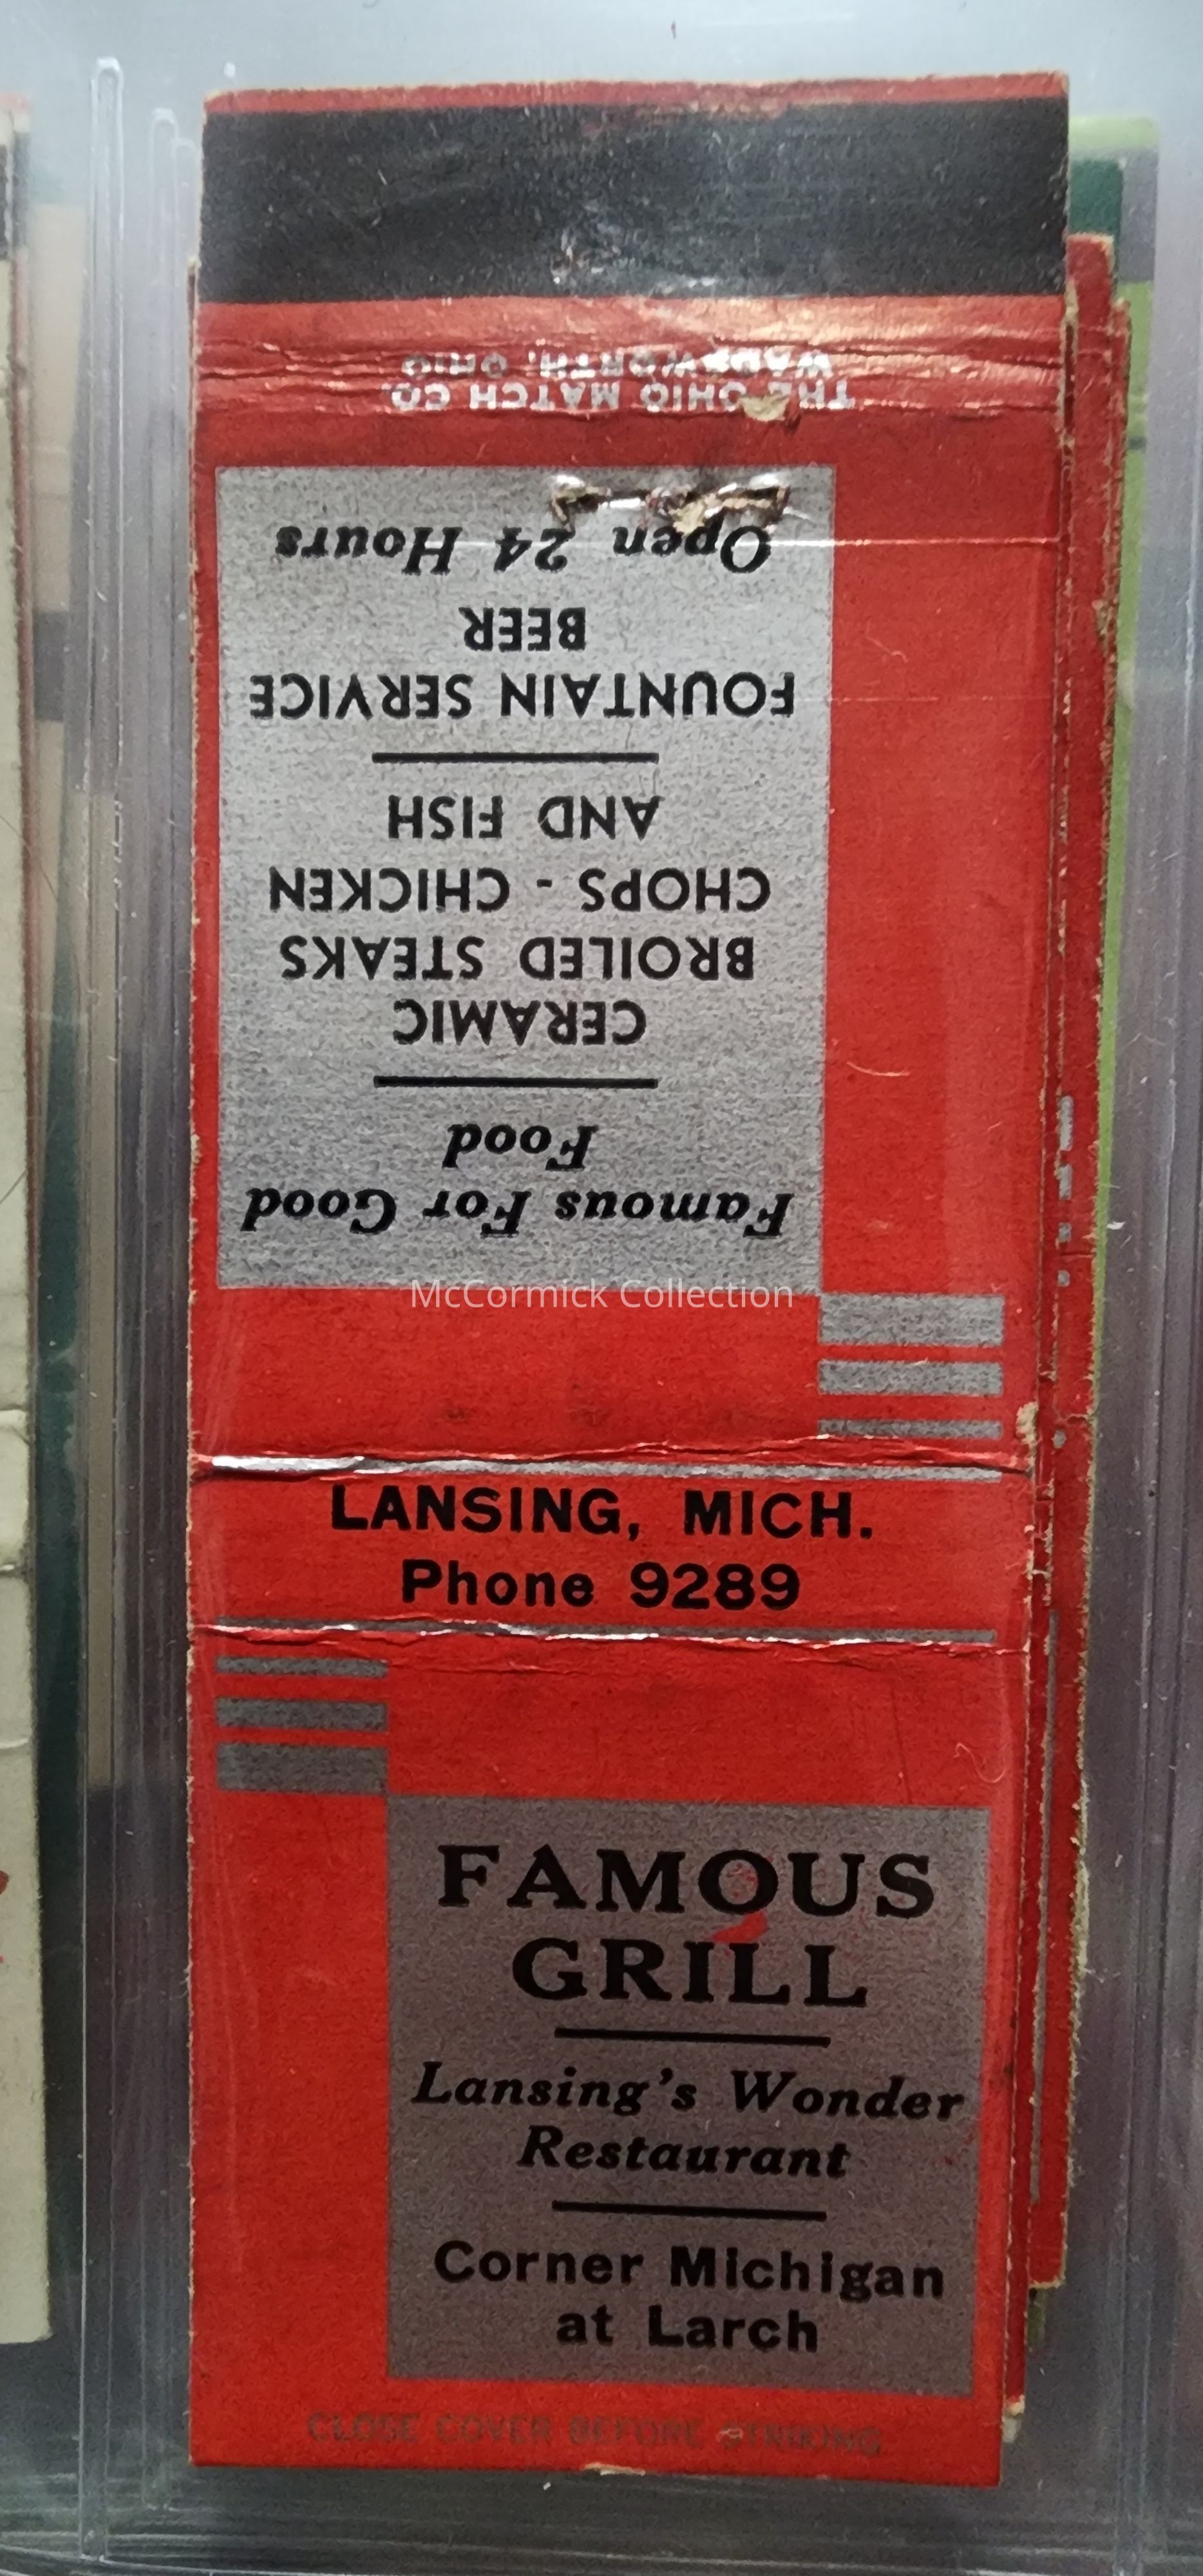 FAMOUS
GRILL
Lansing's Wonder
Restaurant
Corner Michigan
at Larch
CLOSE COVER BEFORE STRIKING
LANSING, MICH.
Phone 9289
Famous For Good
Food
CERAMIC
BROILED STEAKS
CHOPS - CHICKEN
AND FISH
FOUNTAIN SERVICE
BEER
Open 24 Hours
THE OHIO MATCH CO.
WADSWORTH, OHIO
McCormick Collection